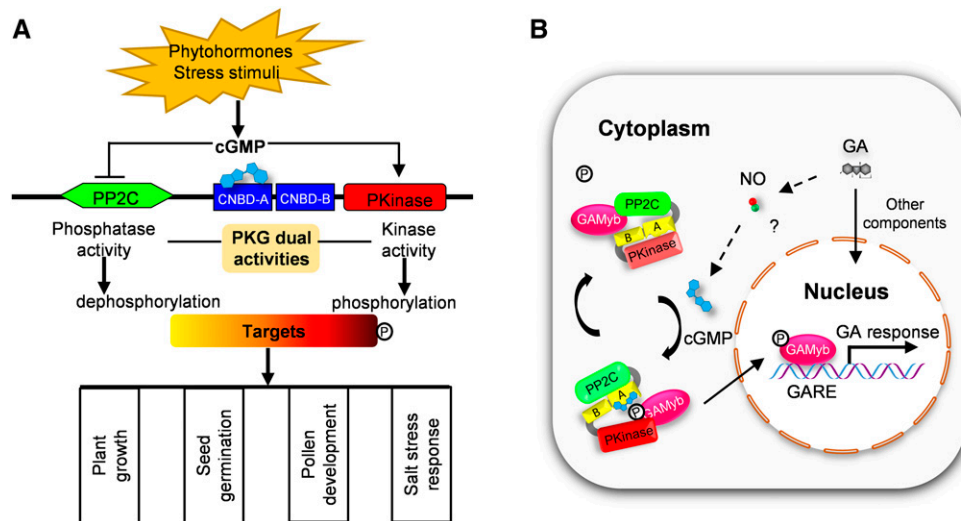 A
Phytohormones
Stress stimuli
cGMP
PP2C
CNBD-A
CNBD-B
PKinase
Phosphatase
activity
PKG dual
activities
Kinase
activity
dephosphorylation
phosphorylation
Targets
P
Plant
growth
Seed
germination
Pollen
development
Salt stress
response
B
Cytoplasm
P
GA
NO
PP2C
GAMyb
B
A
PKinase
?
Other
components
cGMP
Nucleus
GA response
P
GAMyb
GARE
PP2C
B
A
P
GAMyb
PKinase